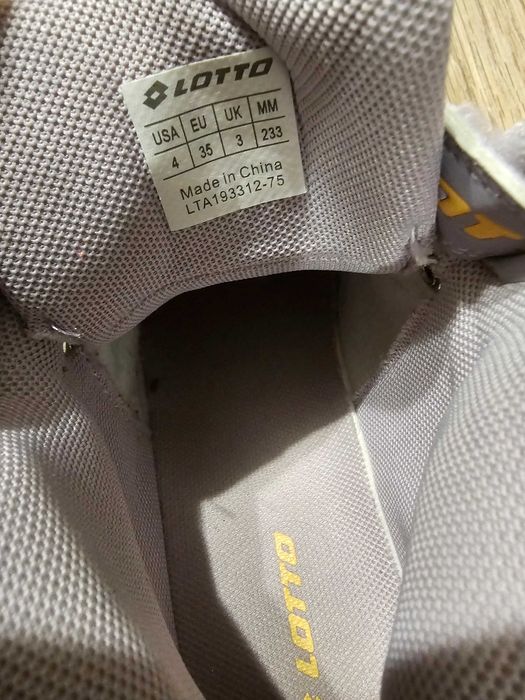 LOTTO
USA EU UK MM
4 35 3 233
Made in China
LTA193312-75
LOTTO